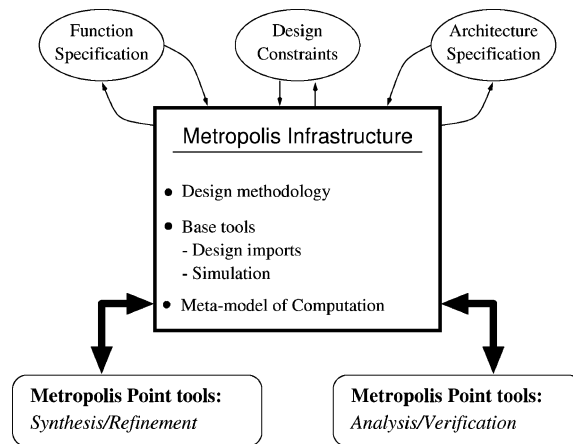 Function
Specification
Design
Constraints
Architecture
Specification
Metropolis Infrastructure
• Design methodology
• Base tools
- Design imports
- Simulation
• Meta-model of Computation
Metropolis Point tools:
Synthesis/Refinement
Metropolis Point tools:
Analysis/Verification